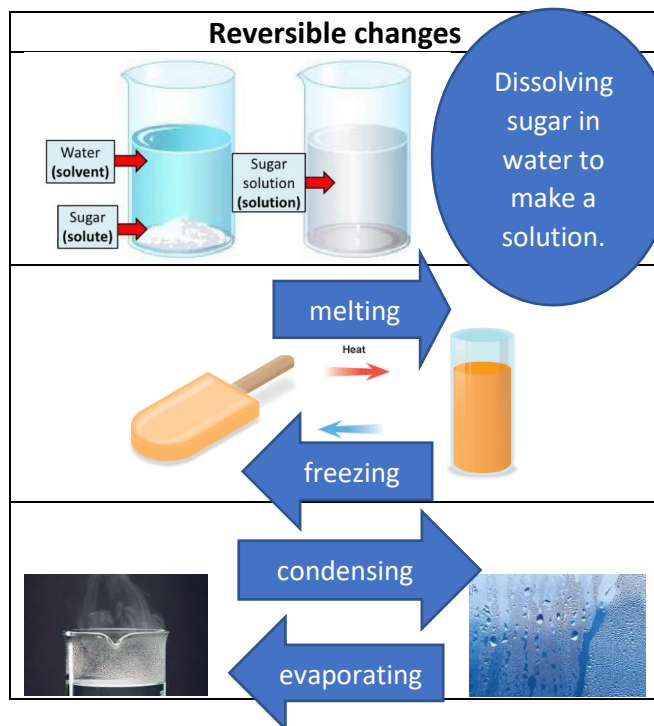 Reversible changes
Water
(solvent)
Sugar
(solute)
Sugar
solution
(solution)
Dissolving
sugar in
water to
make a
solution.
melting
Heat
freezing
condensing
evaporating